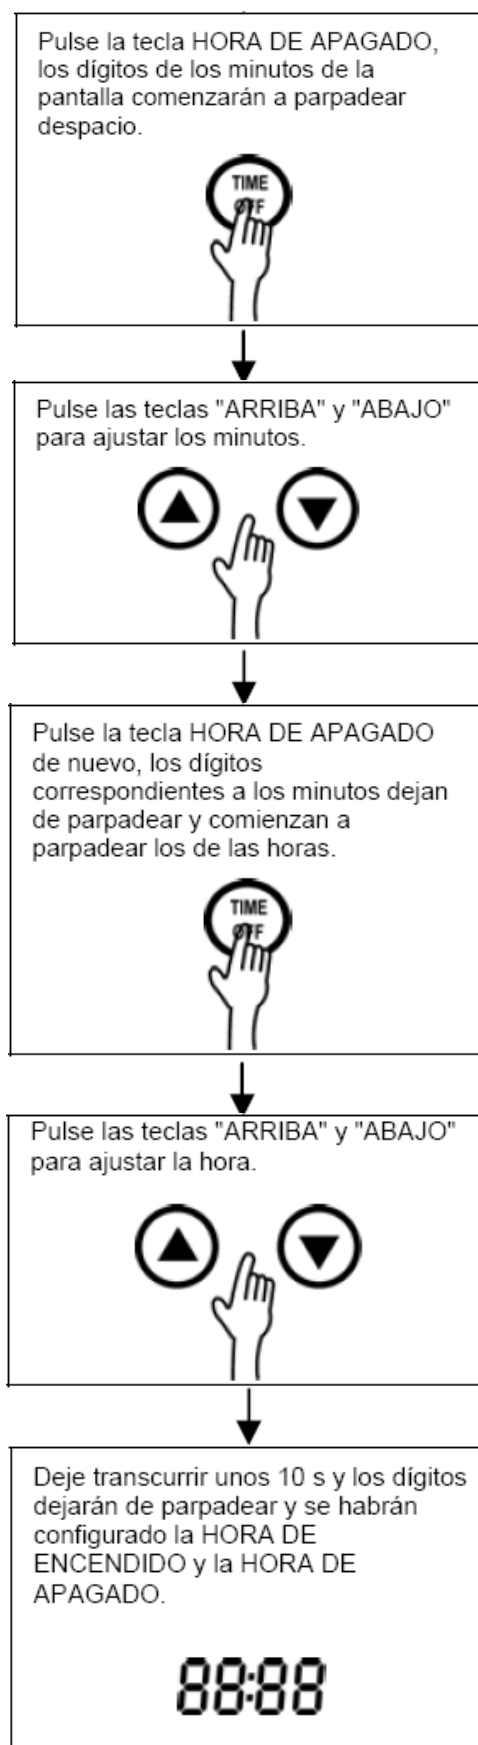 Pulse la tecla HORA DE APAGADO,
los dígitos de los minutos de la
pantalla comenzarán a parpadear
despacio.
TIME
OFF
Pulse las teclas "ARRIBA" y "ABAJO"
para ajustar los minutos.
Pulse la tecla HORA DE APAGADO
de nuevo, los dígitos
correspondientes a los minutos dejan
de parpadear y comienzan a
parpadear los de las horas.
TIME
OFF
Pulse las teclas "ARRIBA" y "ABAJO"
para ajustar la hora.
Deje transcurrir unos 10 s y los dígitos
dejarán de parpadear y se habrán
configurado la HORA DE
ENCENDIDO y la HORA DE
APAGADO.
88:88